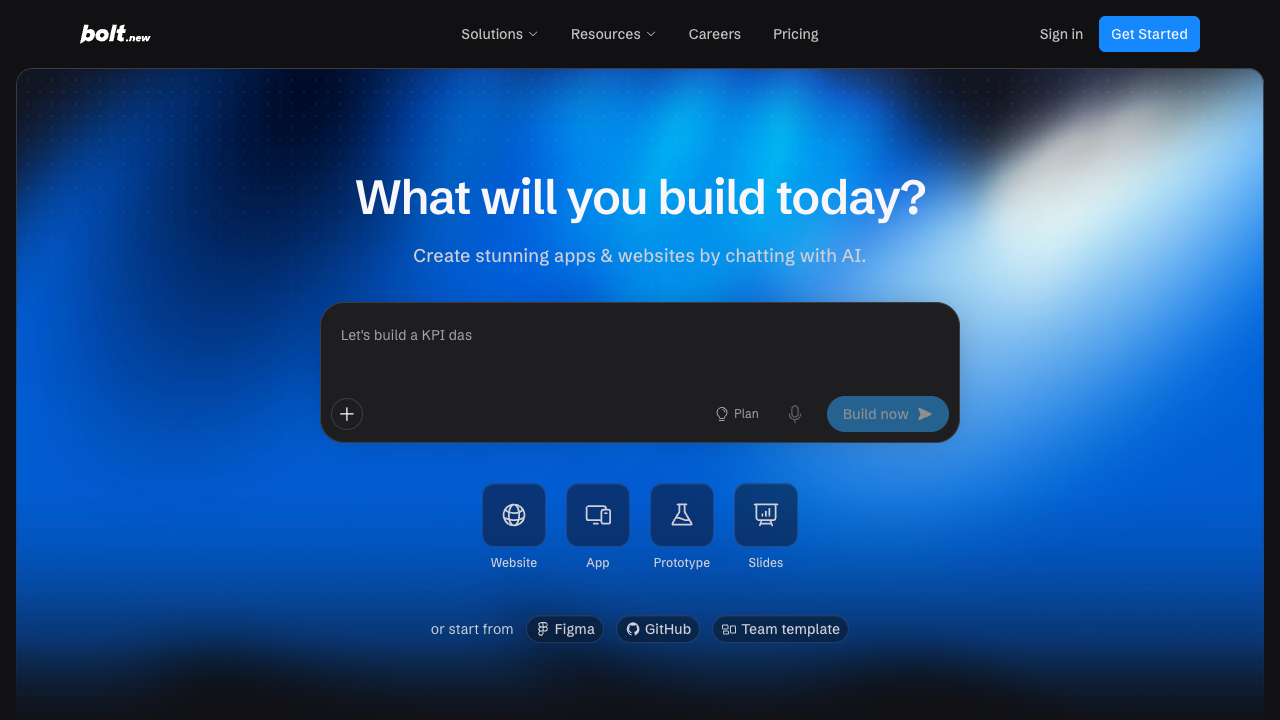 bolt.new
Solutions
Resources
Careers
Pricing
Sign in
Get Started
What will you build today?
Create stunning apps & websites by chatting with AI.
Let's build a KPI das
Plan
Build now
Website
App
Prototype
Slides
or start from
Figma
GitHub
Team template